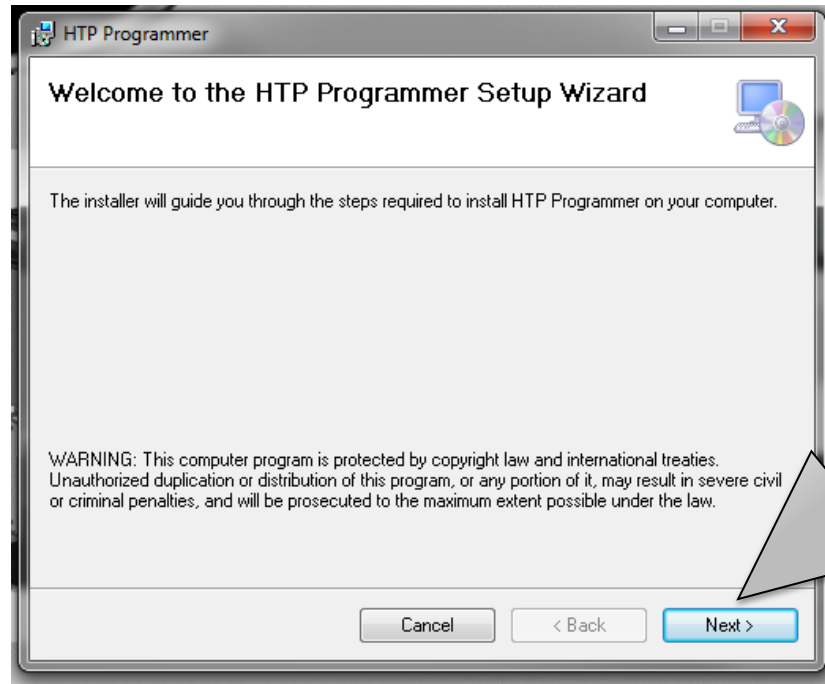 HTP Programmer
Welcome to the HTP Programmer Setup Wizard
The installer will guide you through the steps required to install HTP Programmer on your computer.
WARNING: This computer program is protected by copyright law and international treaties.
Unauthorized duplication or distribution of this program, or any portion of it, may result in severe civil
or criminal penalties, and will be prosecuted to the maximum extent possible under the law.
Cancel < Back Next >